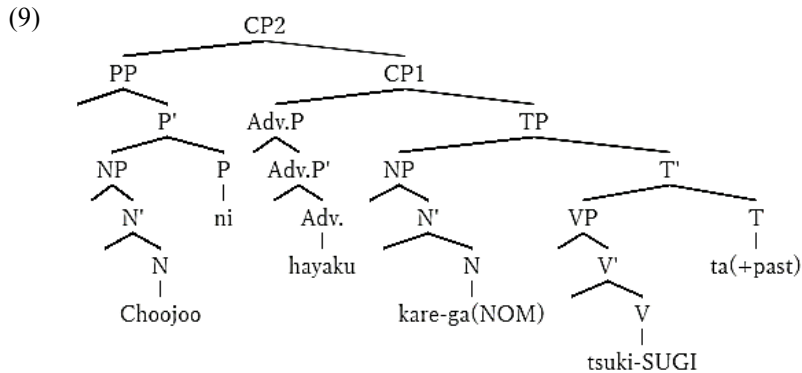 (9)
CP2
PP CP1
P' Adv.P TP
NP P Adv.P' NP T'
N' ni Adv. N' VP T
N hayaku N V' ta(+past)
Choojoo kare-ga(NOM) V
tsuki-SUGI